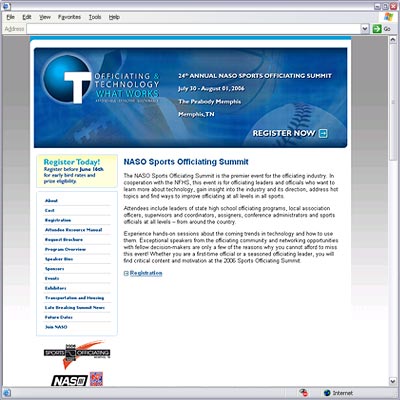 File Edit View Favorites Tools Help
Address
Go
OFFICIATING &
TECHNOLOGY
WHAT WORKS
24th ANNUAL NASO SPORTS OFFICIATING SUMMIT
July 30 - August 01, 2006
The Peabody Memphis
Memphis,TN
REGISTER NOW
Register Today!
Register before June 16th
for early bird rates and
prize eligibility.
About
Cost
Registration
Attendee Resource Manual
Request Brochure
Program Overview
Speaker Bios
Sponsors
Events
Exhibitors
Transportation and Housing
Late Breaking Summit News
Future Dates
Join NASO
2006
SPORTS OFFICIATING
NASO
NASO Sports Officiating Summit
The NASO Sports Officiating Summit is the premier event for the officiating industry. In
cooperation with the NFHS, this event is for officiating leaders and officials who want to
learn more about technology, gain insight into the industry and its direction, address hot
topics and find ways to improve officiating at all levels in all sports.
Attendees include leaders of state high school officiating programs, local association
officers, supervisors and coordinators, assigners, conference administrators and sports
officials at all levels – from around the country.
Experience hands-on sessions about the coming trends in technology and how to use
them. Exceptional speakers from the officiating community and networking opportunities
with fellow decision-makers are only a few of the reasons why you cannot afford to miss
this event! Whether you are a first-time official or a seasoned officiating leader, you will
find critical content and motivation at the 2006 Sports Officiating Summit.
Registration
Internet